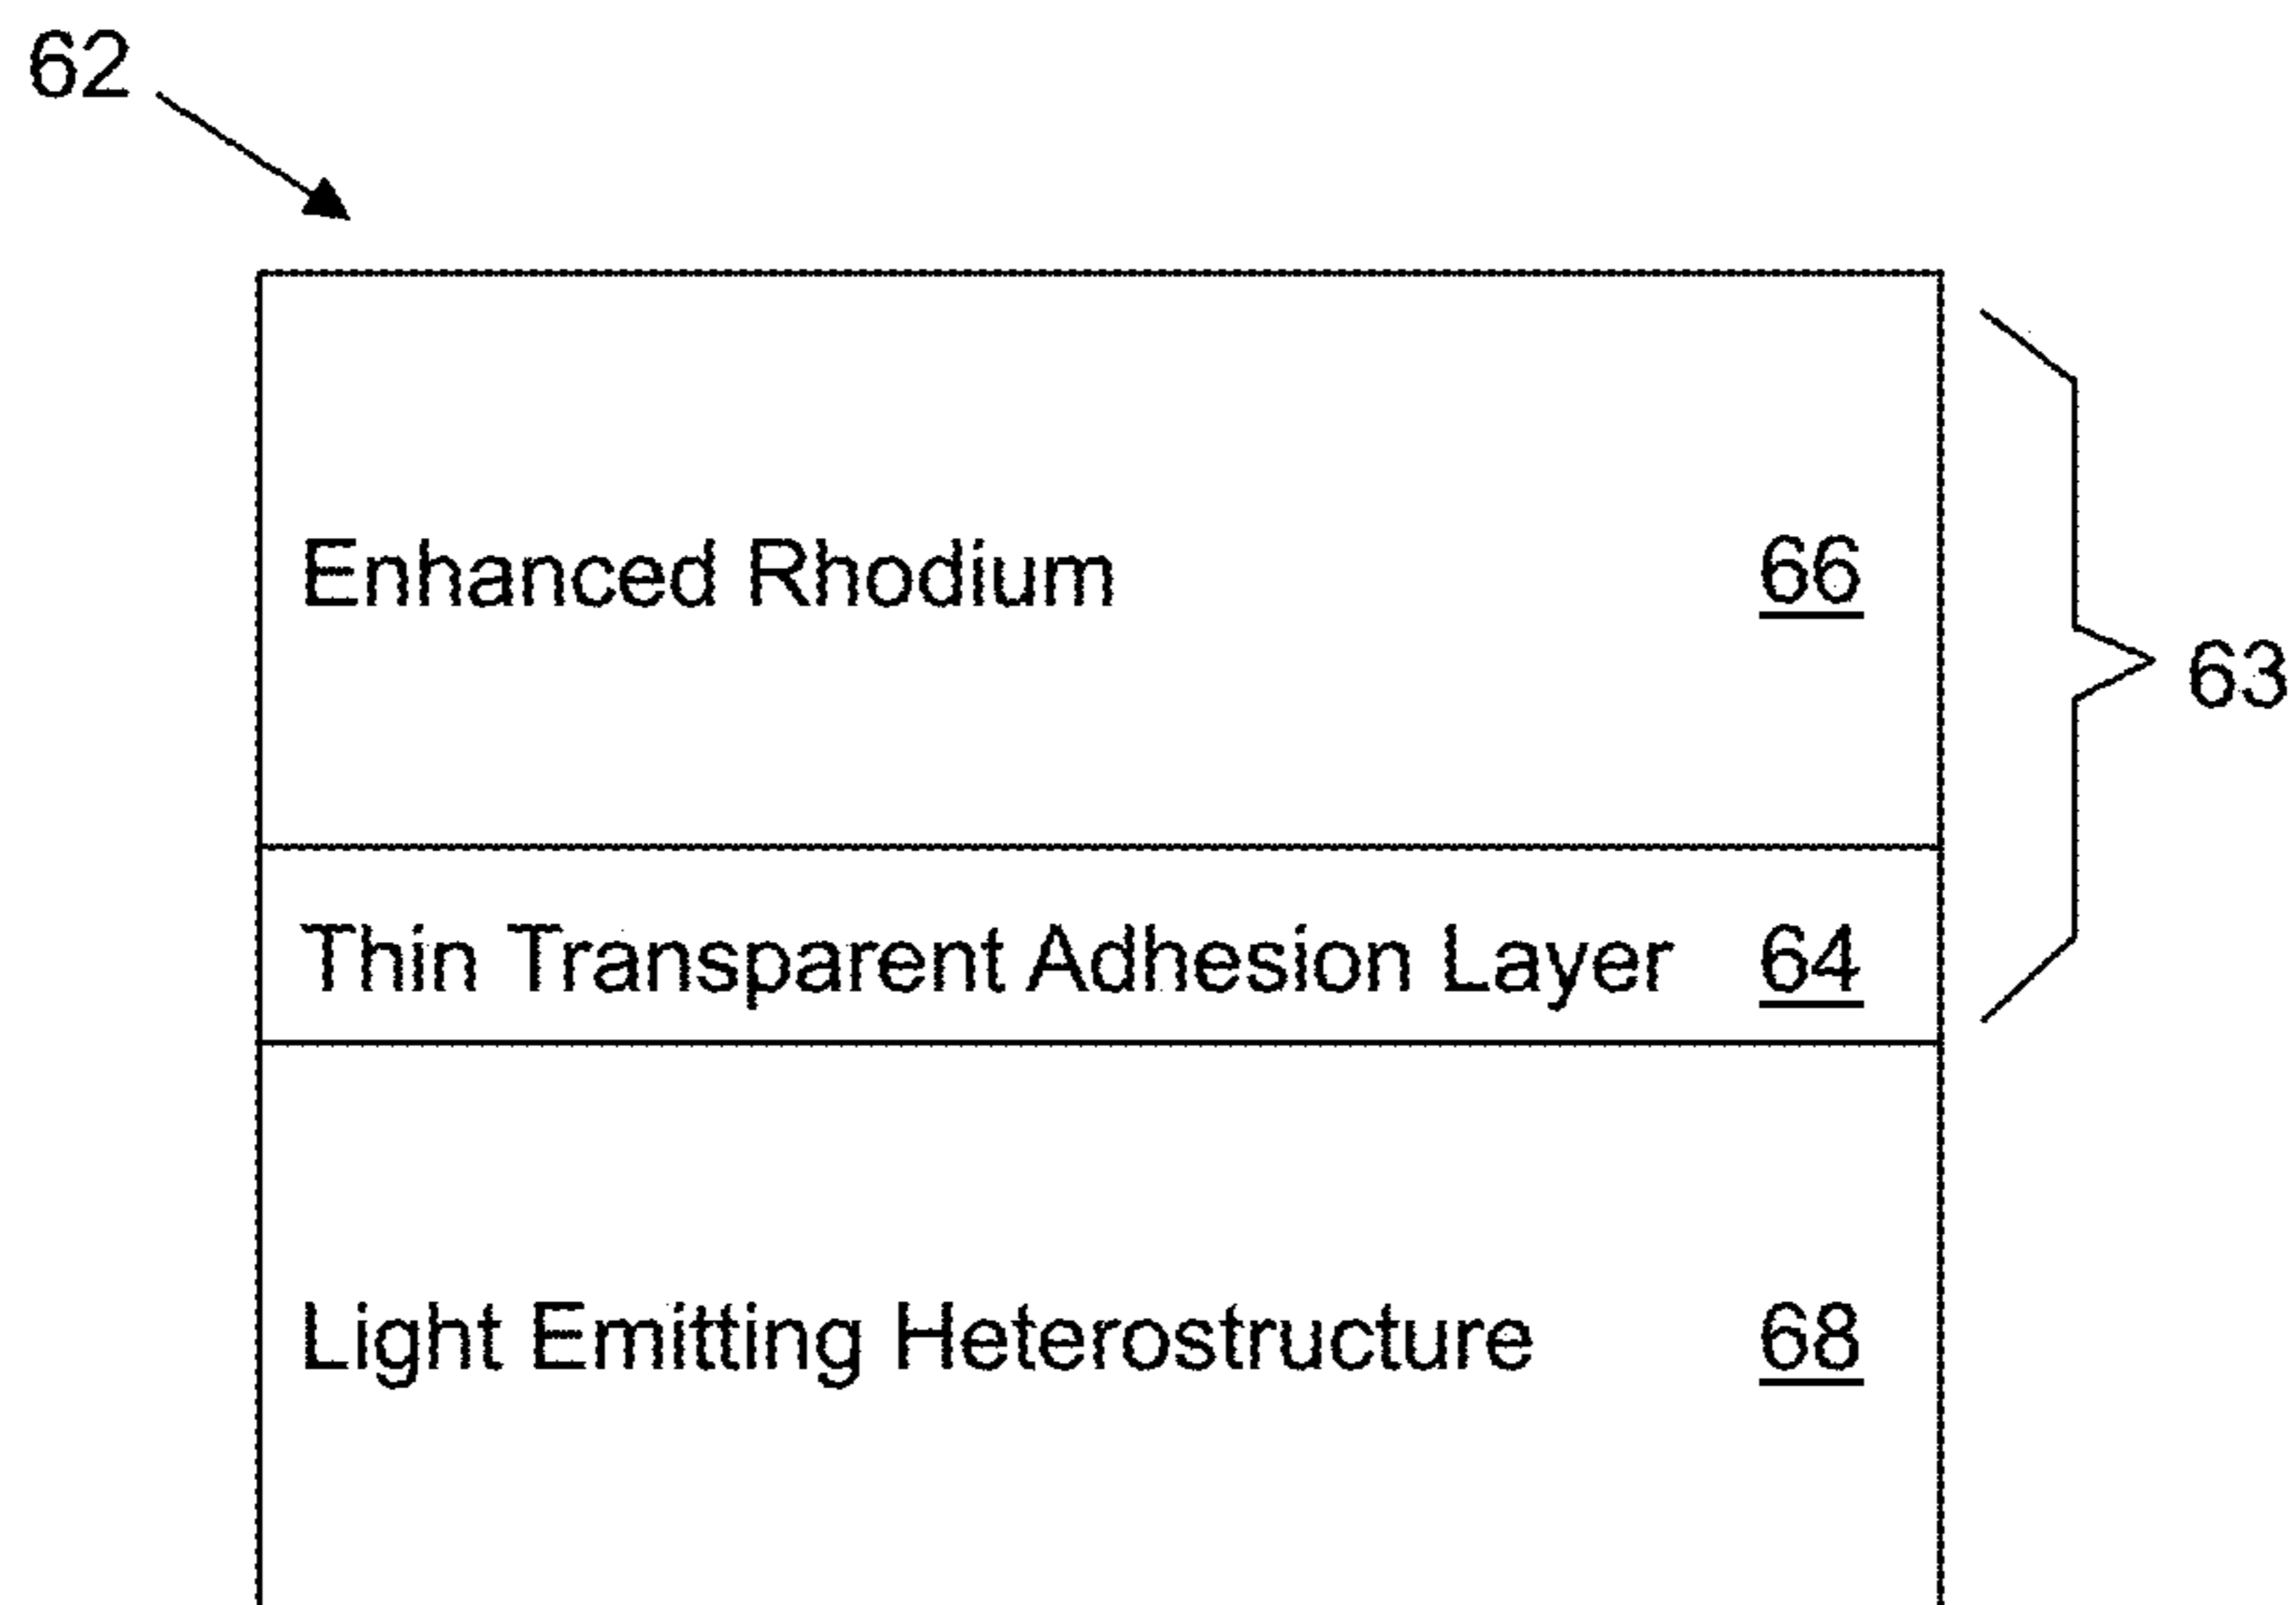 62
Enhanced Rhodium 66
63
Thin Transparent Adhesion Layer 64
Light Emitting Heterostructure 68